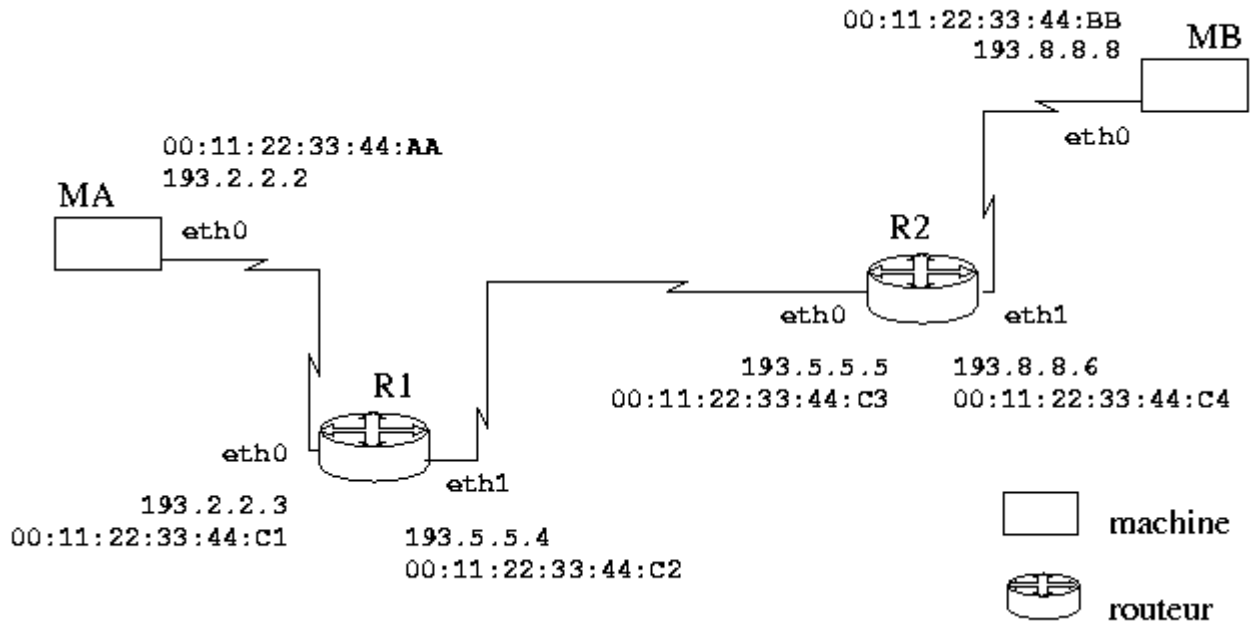 00:11:22:33:44:BB
193.8.8.8
MB
eth0
00:11:22:33:44:AA
193.2.2.2
MA
eth0
R2
eth0
eth1
193.5.5.5
00:11:22:33:44:C3
193.8.8.6
00:11:22:33:44:C4
R1
eth0
eth1
193.2.2.3
00:11:22:33:44:C1
193.5.5.4
00:11:22:33:44:C2
machine
routeur